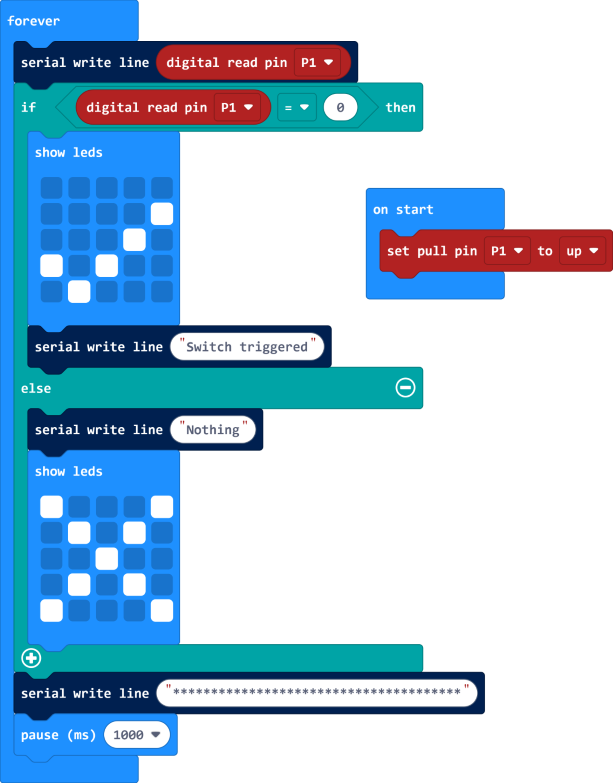 forever
serial write line digital read pin P1
if digital read pin P1 = 0 then
show leds
on start
set pull pin P1 to up
serial write line "Switch triggered"
else
serial write line "Nothing"
show leds
serial write line "**************************************"
pause (ms) 1000